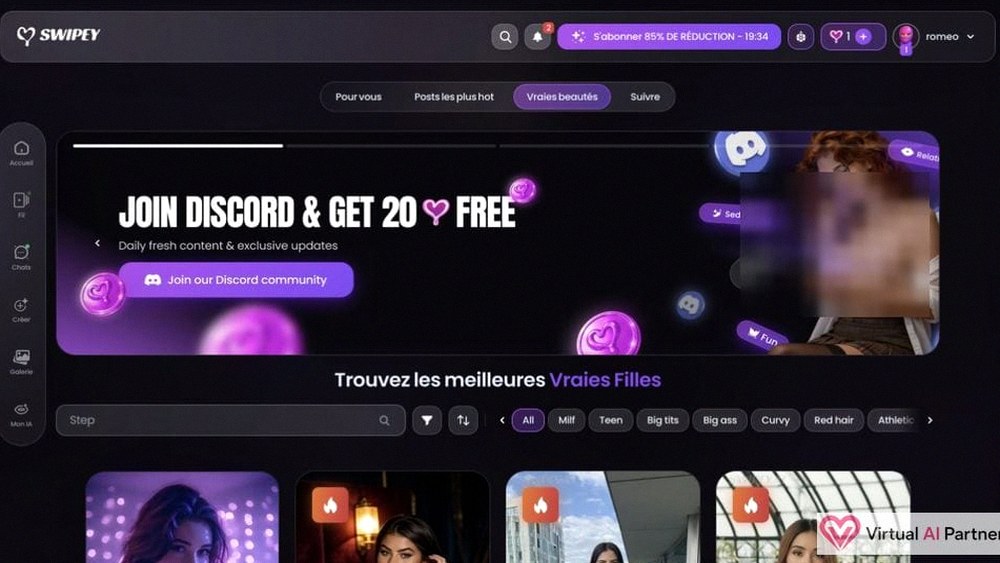 SWIPEY
2
S'abonner 85% DE RÉDUCTION - 19:34
1
romeo
Pour vous
Posts les plus hot
Vraies beautés
Suivre
Accueil
Fil
Chats
Créer
Galerie
Mon IA
JOIN DISCORD & GET 20 FREE
Daily fresh content & exclusive updates
Join our Discord community
Relati
Sed
Fun
Trouvez les meilleures Vraies Filles
Step
All
Milf
Teen
Big tits
Big ass
Curvy
Red hair
Athletic
Virtual AI Partner